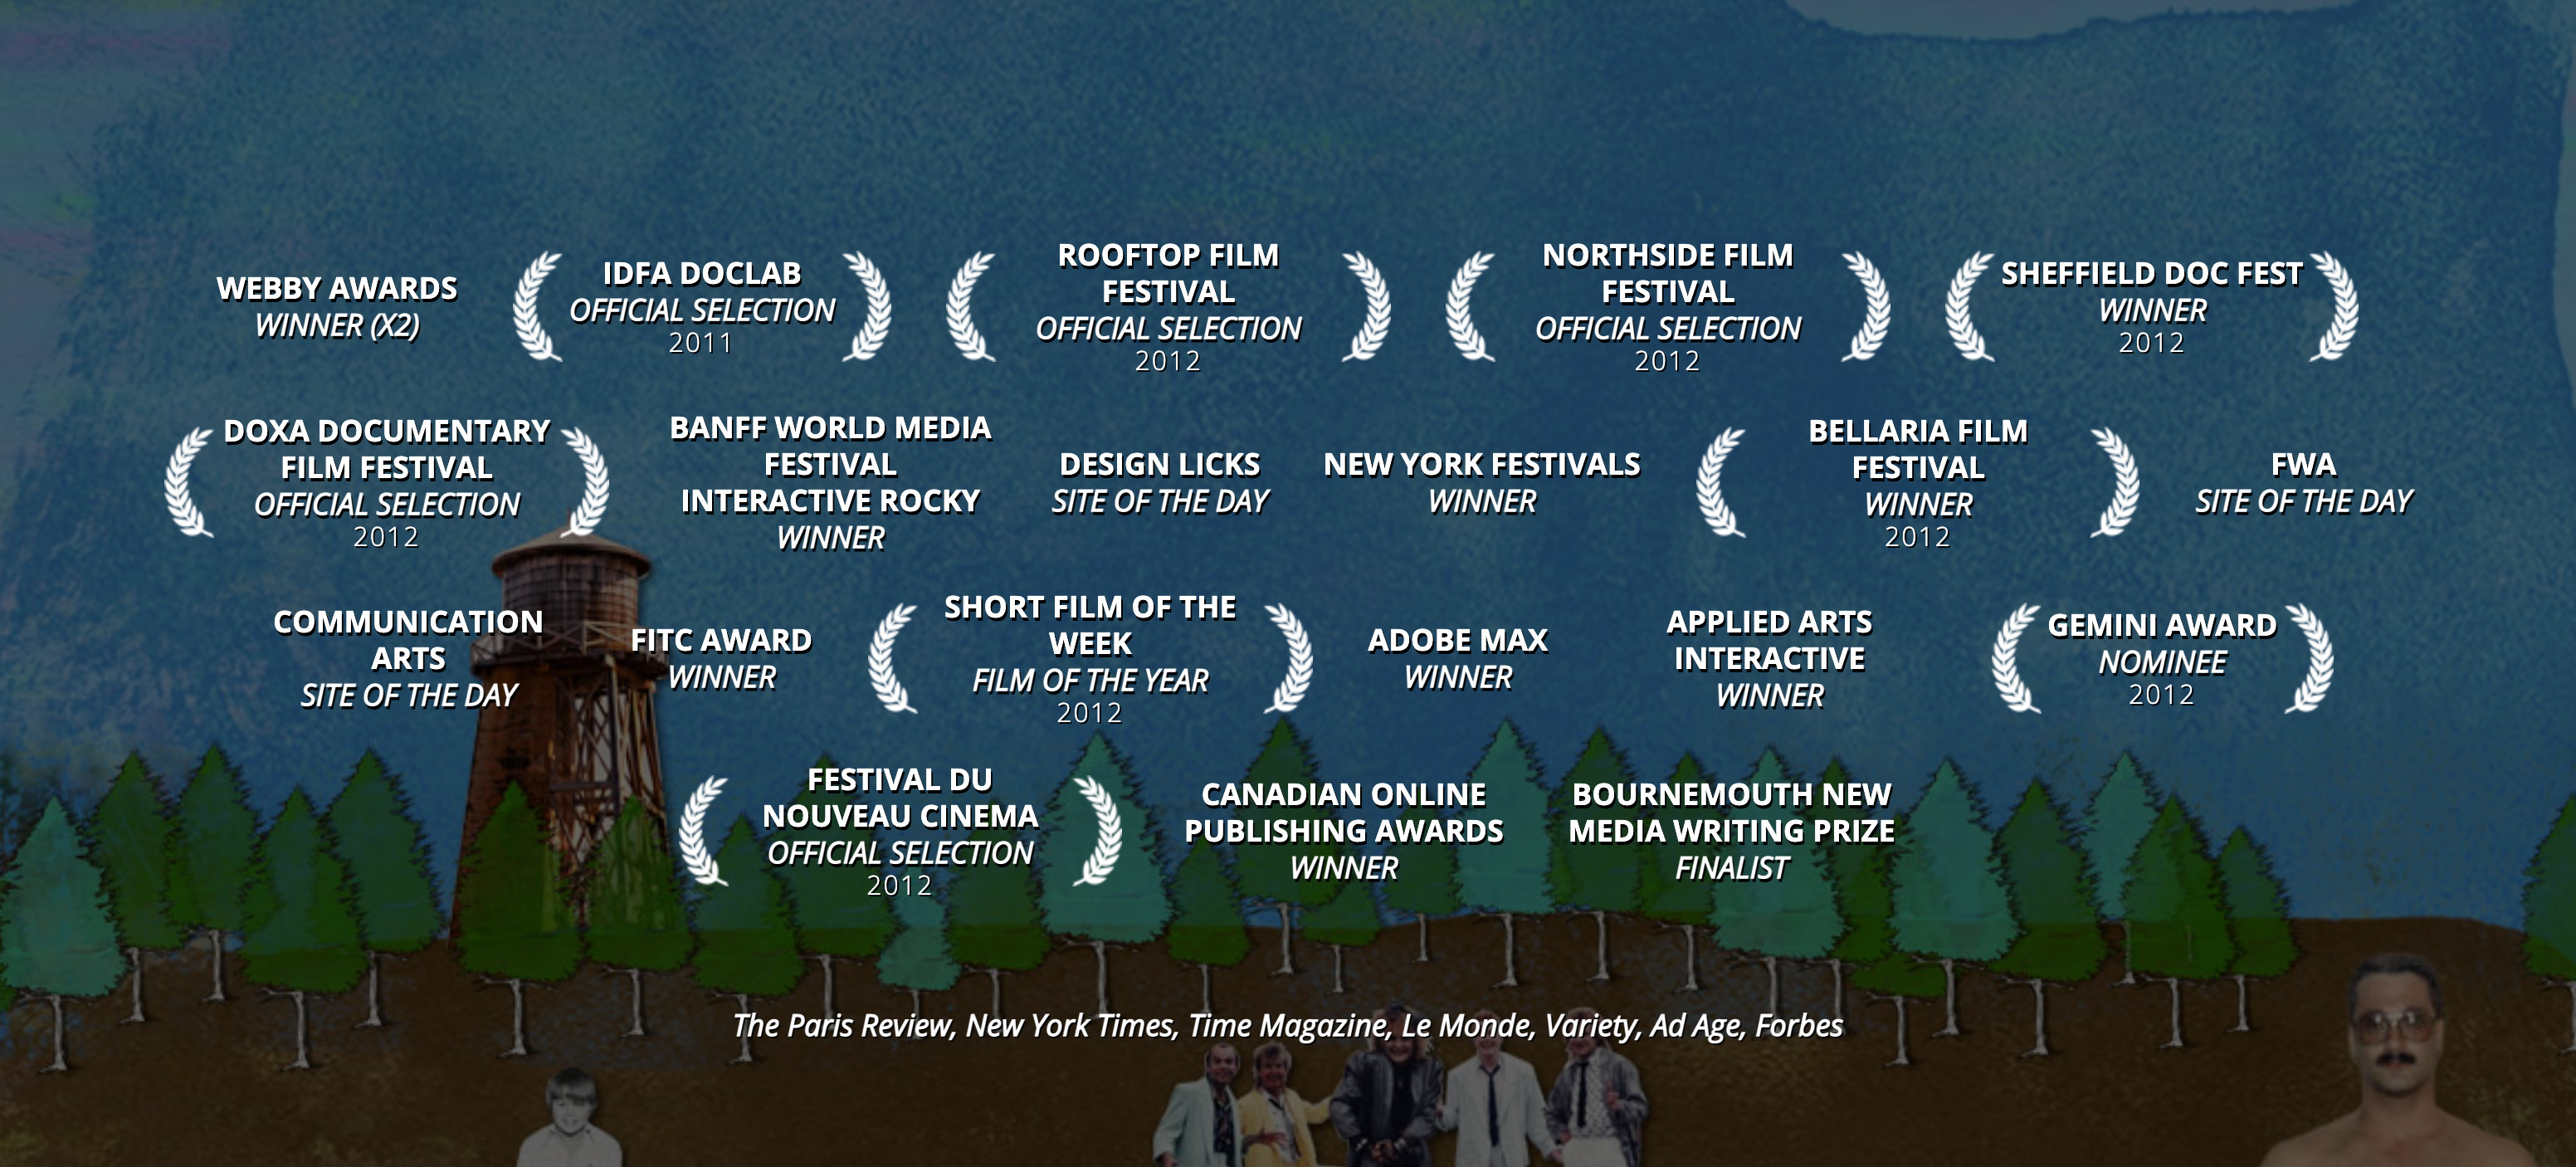 WEBBY AWARDS
WINNER (X2)
IDFA DOCLAB
OFFICIAL SELECTION
2011
ROOFTOP FILM
FESTIVAL
OFFICIAL SELECTION
2012
NORTHSIDE FILM
FESTIVAL
OFFICIAL SELECTION
2012
SHEFFIELD DOC FEST
WINNER
2012
DOXA DOCUMENTARY
FILM FESTIVAL
OFFICIAL SELECTION
2012
BANFF WORLD MEDIA
FESTIVAL
INTERACTIVE ROCKY
WINNER
DESIGN LICKS
SITE OF THE DAY
NEW YORK FESTIVALS
WINNER
BELLARIA FILM
FESTIVAL
WINNER
2012
FWA
SITE OF THE DAY
COMMUNICATION
ARTS
SITE OF THE DAY
FITC AWARD
WINNER
SHORT FILM OF THE
WEEK
FILM OF THE YEAR
2012
ADOBE MAX
WINNER
APPLIED ARTS
INTERACTIVE
WINNER
GEMINI AWARD
NOMINEE
2012
FESTIVAL DU
NOUVEAU CINEMA
OFFICIAL SELECTION
2012
CANADIAN ONLINE
PUBLISHING AWARDS
WINNER
BOURNEMOUTH NEW
MEDIA WRITING PRIZE
FINALIST
The Paris Review, New York Times, Time Magazine, Le Monde, Variety, Ad Age, Forbes